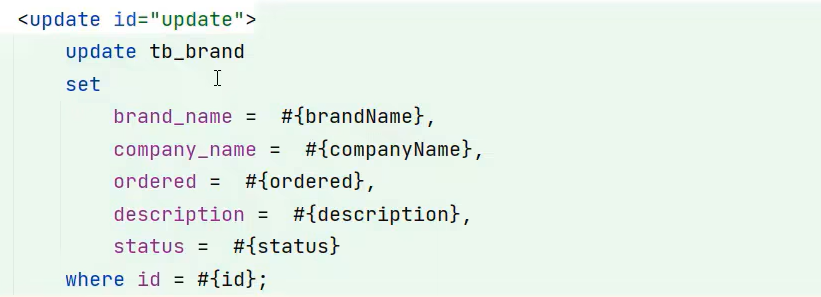 <update id="update">
update tb_brand
set
brand_name =  #{brandName},
company_name =  #{companyName},
ordered =  #{ordered},
description =  #{description},
status =  #{status}
where id = #{id};